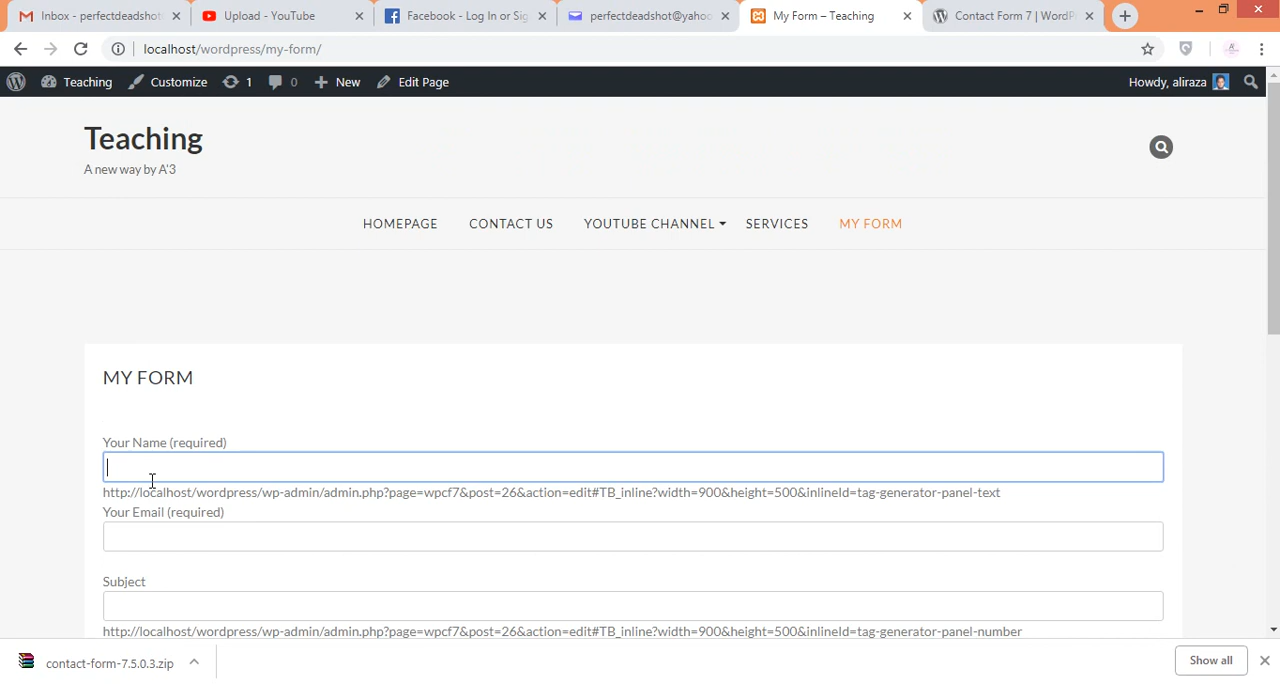 Inbox - perfectdeadshot
Upload - YouTube
Facebook - Log In or Sig
perfectdeadshot@yahoo
My Form – Teaching
Contact Form 7 | WordP
localhost/wordpress/my-form/
Teaching
Customize
1
0
New
Edit Page
Howdy, aliraza
Teaching
A new way by A'3
HOMEPAGE
CONTACT US
YOUTUBE CHANNEL
SERVICES
MY FORM
MY FORM
Your Name (required)
http://localhost/wordpress/wp-admin/admin.php?page=wpcf7&post=26&action=edit#TB_inline?width=900&height=500&inlineId=tag-generator-panel-text
Your Email (required)
Subject
http://localhost/wordpress/wp-admin/admin.php?page=wpcf7&post=26&action=edit#TB_inline?width=900&height=500&inlineId=tag-generator-panel-number
contact-form-7.5.0.3.zip
Show all